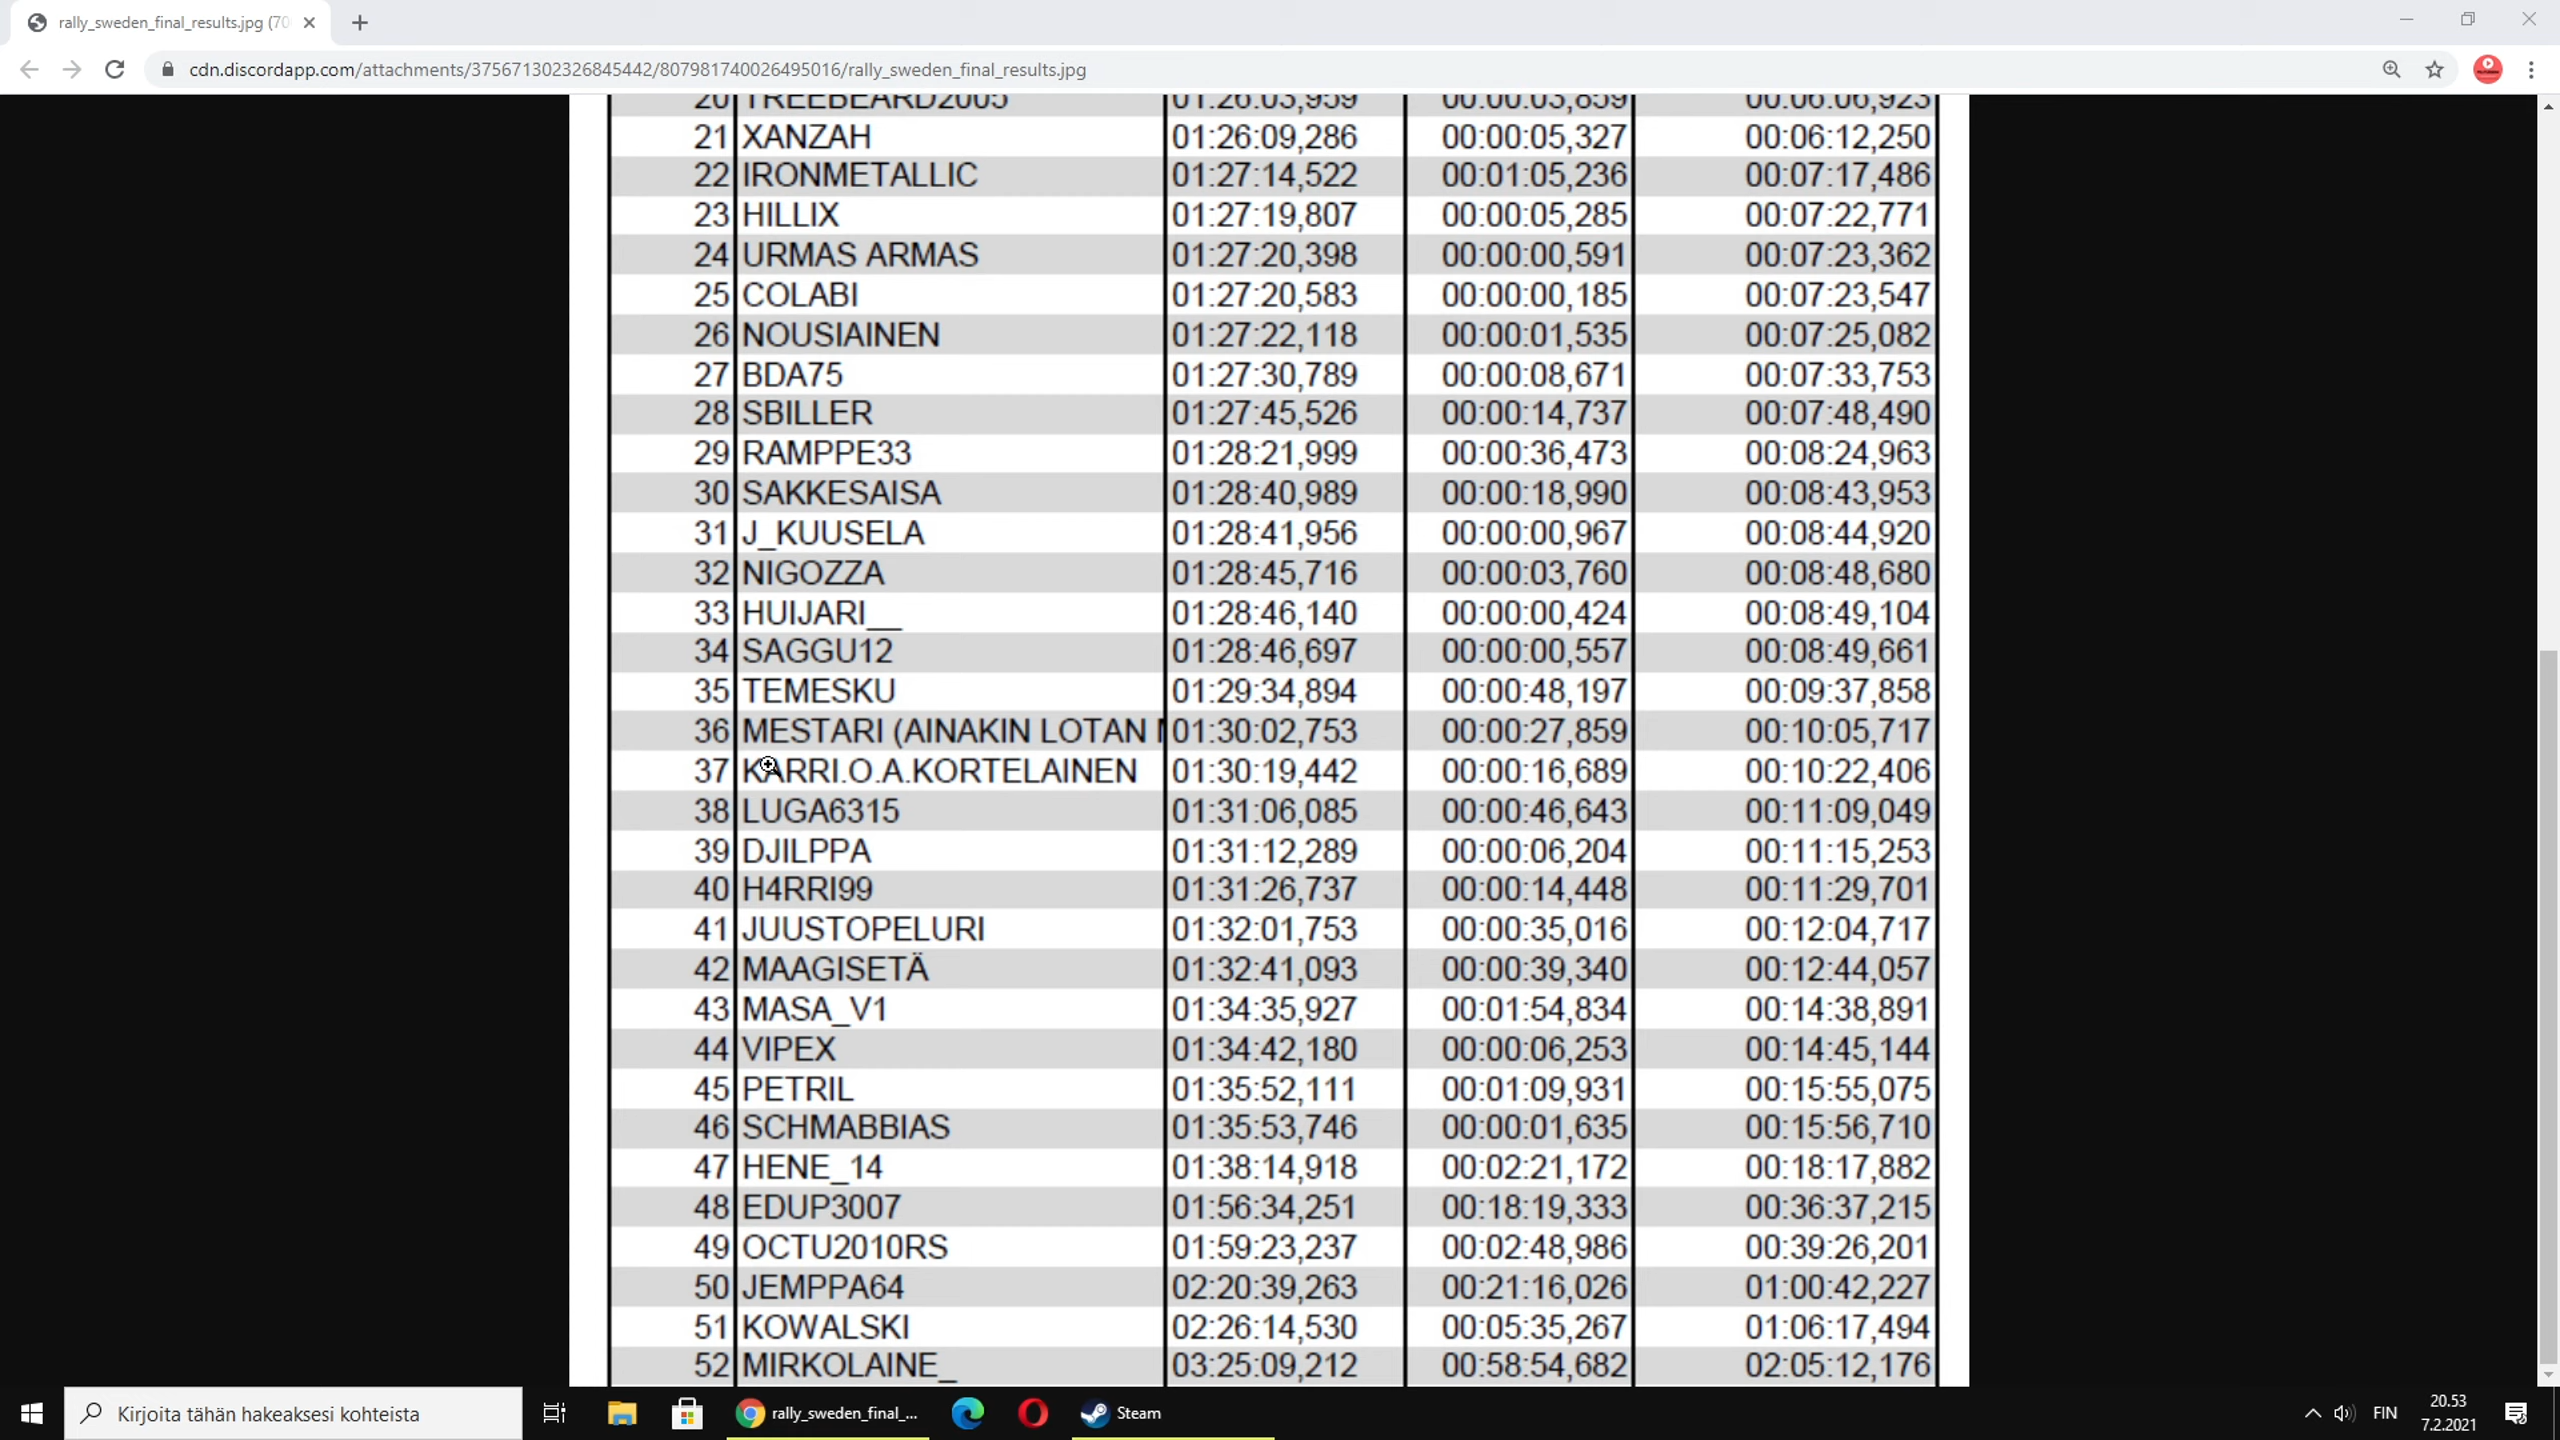 rally_sweden_final_results.jpg (70
cdn.discordapp.com/attachments/375671302326845442/807981740026495016/rally_sweden_final_results.jpg
20 TREEBEARD2005 01:26:03,959 00:00:03,859 00:06:06,923
21 XANZAH 01:26:09,286 00:00:05,327 00:06:12,250
22 IRONMETALLIC 01:27:14,522 00:01:05,236 00:07:17,486
23 HILLIX 01:27:19,807 00:00:05,285 00:07:22,771
24 URMAS ARMAS 01:27:20,398 00:00:00,591 00:07:23,362
25 COLABI 01:27:20,583 00:00:00,185 00:07:23,547
26 NOUSIAINEN 01:27:22,118 00:00:01,535 00:07:25,082
27 BDA75 01:27:30,789 00:00:08,671 00:07:33,753
28 SBILLER 01:27:45,526 00:00:14,737 00:07:48,490
29 RAMPPE33 01:28:21,999 00:00:36,473 00:08:24,963
30 SAKKESAISA 01:28:40,989 00:00:18,990 00:08:43,953
31 J_KUUSELA 01:28:41,956 00:00:00,967 00:08:44,920
32 NIGOZZA 01:28:45,716 00:00:03,760 00:08:48,680
33 HUIJARI__ 01:28:46,140 00:00:00,424 00:08:49,104
34 SAGGU12 01:28:46,697 00:00:00,557 00:08:49,661
35 TEMESKU 01:29:34,894 00:00:48,197 00:09:37,858
36 MESTARI (AINAKIN LOTAN 01:30:02,753 00:00:27,859 00:10:05,717
37 KARRI.O.A.KORTELAINEN 01:30:19,442 00:00:16,689 00:10:22,406
38 LUGA6315 01:31:06,085 00:00:46,643 00:11:09,049
39 DJILPPA 01:31:12,289 00:00:06,204 00:11:15,253
40 H4RRI99 01:31:26,737 00:00:14,448 00:11:29,701
41 JUUSTOPELURI 01:32:01,753 00:00:35,016 00:12:04,717
42 MAAGISETÄ 01:32:41,093 00:00:39,340 00:12:44,057
43 MASA_V1 01:34:35,927 00:01:54,834 00:14:38,891
44 VIPEX 01:34:42,180 00:00:06,253 00:14:45,144
45 PETRIL 01:35:52,111 00:01:09,931 00:15:55,075
46 SCHMABBIAS 01:35:53,746 00:00:01,635 00:15:56,710
47 HENE_14 01:38:14,918 00:02:21,172 00:18:17,882
48 EDUP3007 01:56:34,251 00:18:19,333 00:36:37,215
49 OCTU2010RS 01:59:23,237 00:02:48,986 00:39:26,201
50 JEMPPA64 02:20:39,263 00:21:16,026 01:00:42,227
51 KOWALSKI 02:26:14,530 00:05:35,267 01:06:17,494
52 MIRKOLAINE_ 03:25:09,212 00:58:54,682 02:05:12,176
Kirjoita tähän hakeaksesi kohteista
rally_sweden_final_...
Steam
FIN
20.53
7.2.2021